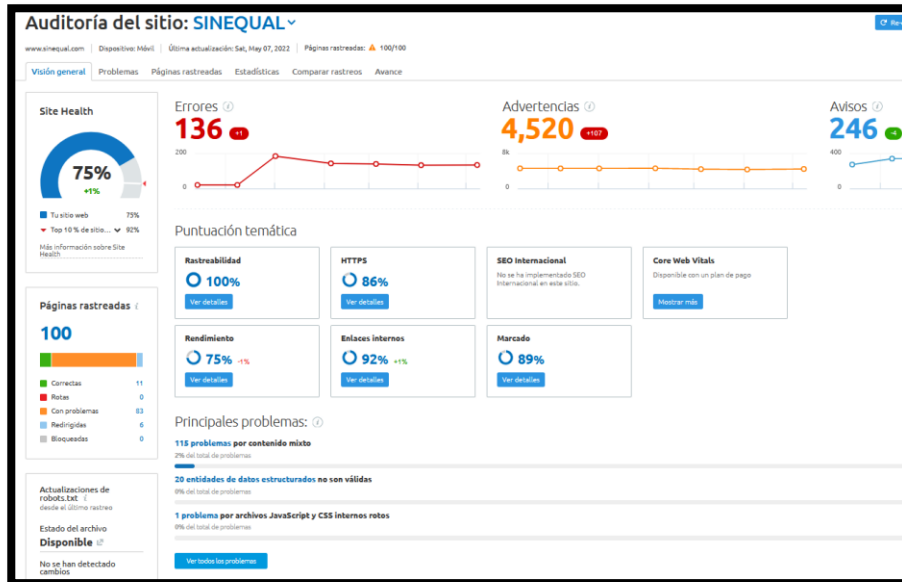 Auditoría del sitio: SINEQUAL
www.sinequal.com Dispositivo: Móvil Última actualización: Sat, May 07, 2022 Páginas rastreadas: 100/100
Visión general Problemas Páginas rastreadas Estadísticas Comparar rastreos Avance
Site Health
75%
+1%
Tu sitio web 75%
Top 10 % de sitio... 92%
Más información sobre Site
Health
Errores
136 +1
200
0
Advertencias
4,520 +107
8k
0
Avisos
246
400
0
Puntuación temática
Rastreabilidad
100%
Ver detalles
HTTPS
86%
Ver detalles
SEO Internacional
No se ha implementado SEO
Internacional en este sitio.
Core Web Vitals
Disponible con un plan de pago
Mostrar más
Rendimiento
75% -1%
Ver detalles
Enlaces internos
92% +1%
Ver detalles
Marcado
89%
Ver detalles
Páginas rastreadas
100
Correctas 11
Rotas 0
Con problemas 83
Redirigidas 6
Bloqueadas 0
Principales problemas:
115 problemas por contenido mixto
2% del total de problemas
20 entidades de datos estructurados no son válidas
0% del total de problemas
1 problema por archivos JavaScript y CSS internos rotos
0% del total de problemas
Ver todos los problemas
Actualizaciones de
robots.txt
desde el último rastreo
Estado del archivo
Disponible
No se han detectado
cambios